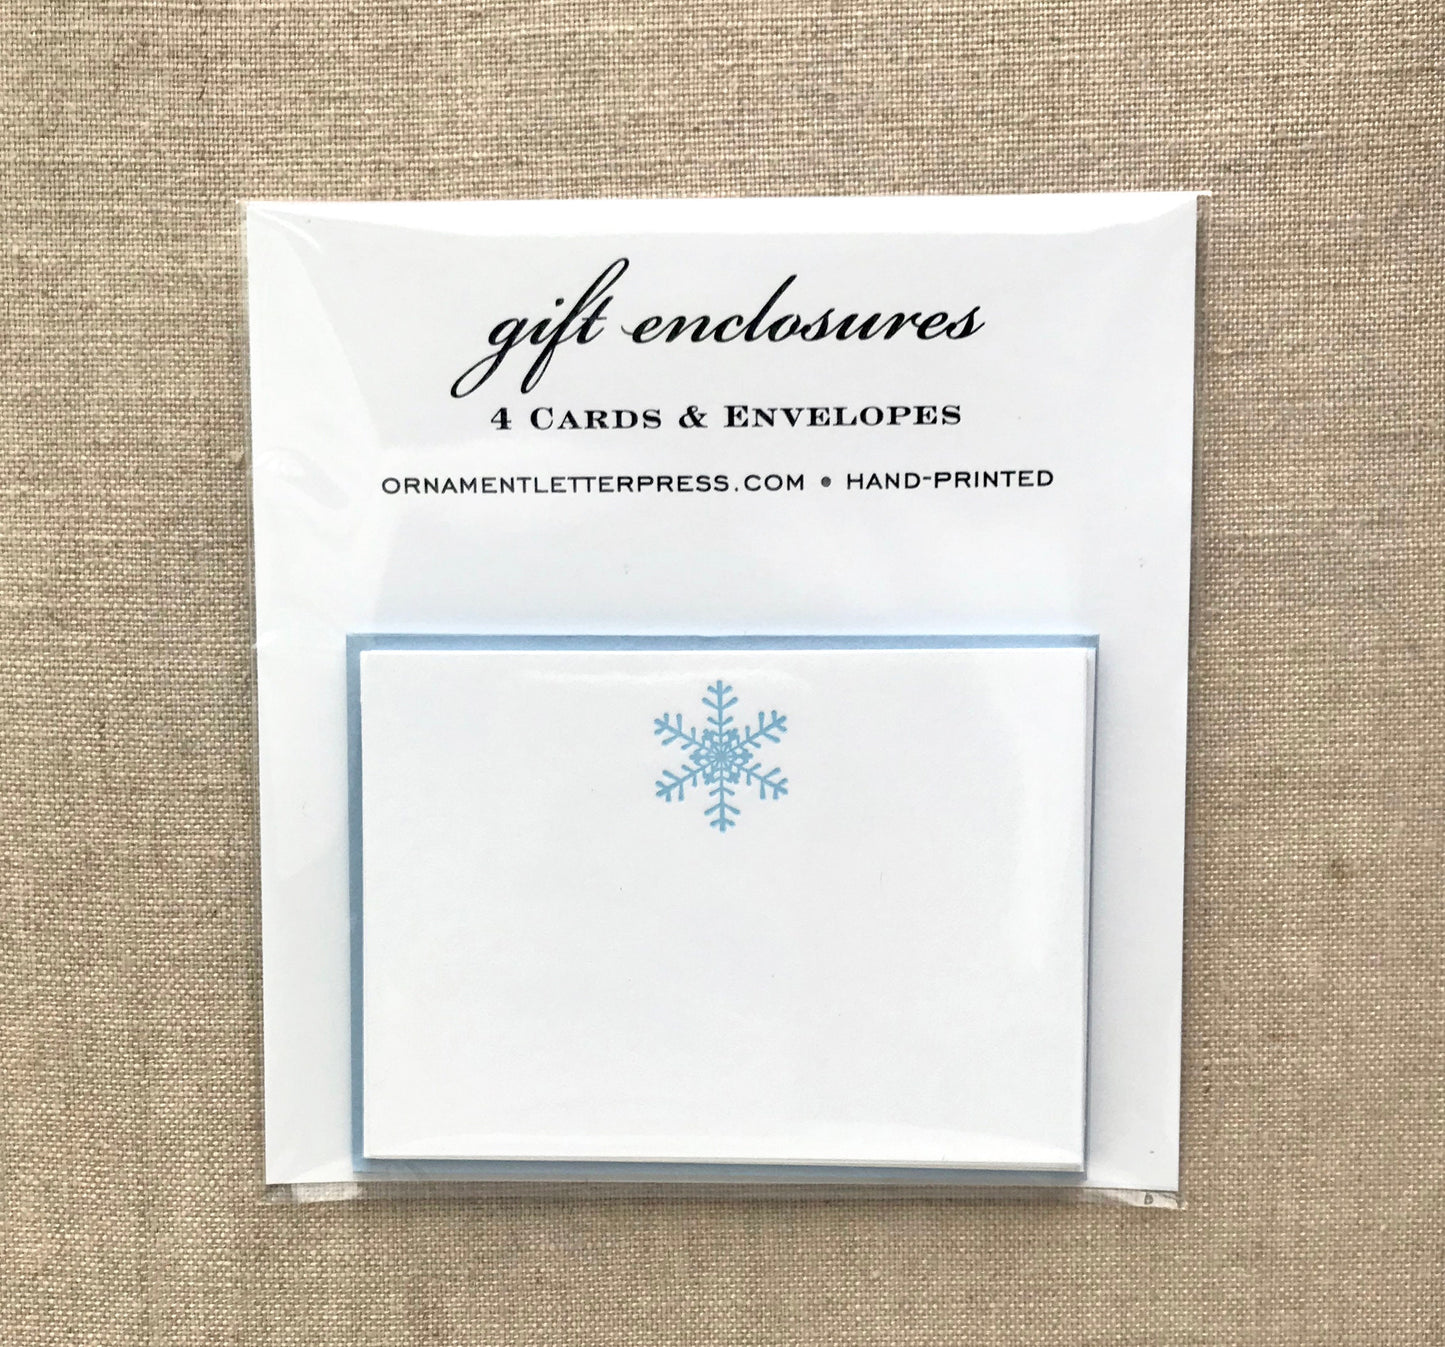 gift enclosures
4 Cards & Envelopes
ORNAMENTLETTERPRESS.COM • HAND-PRINTED